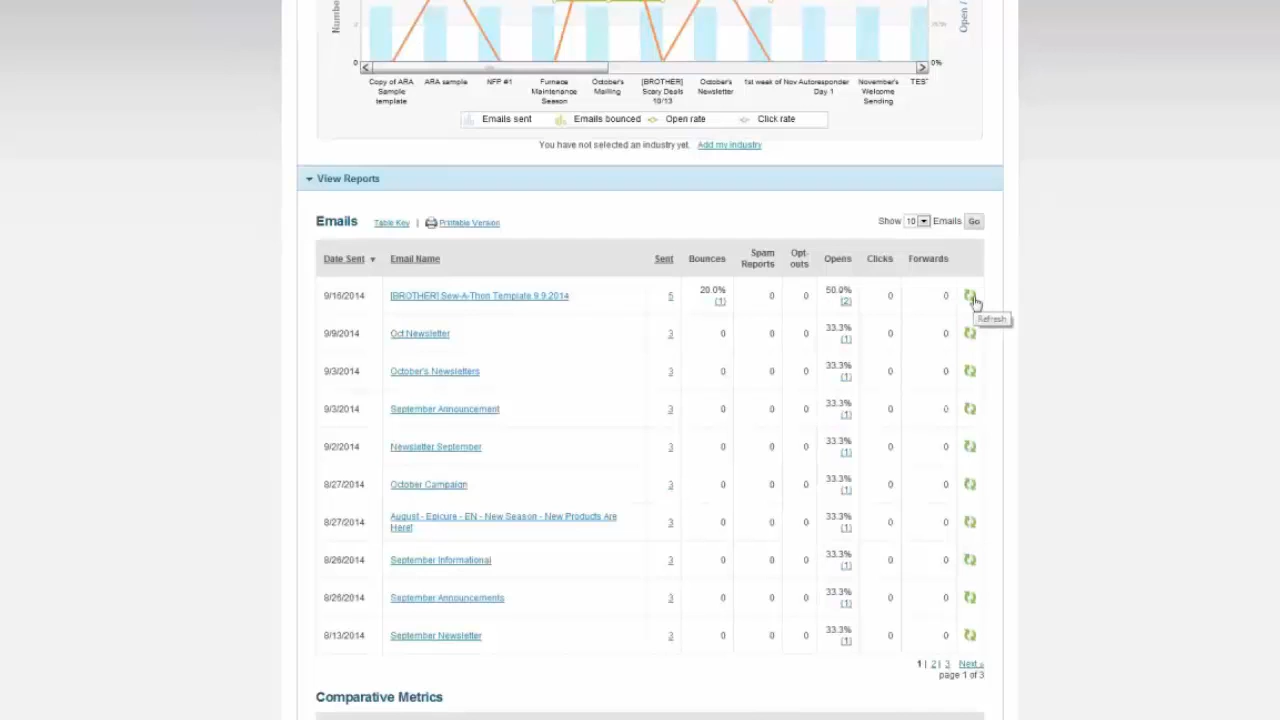 Number
Open /
0
0%
Copy of ARA Sample template
ARA sample
NFP #1
Furnace Maintenance Season
October's Mailing
[BROTHER] Scary Deals 10/13
October's Newsletter
1st week of Nov
Autoresponder Day 1
November's Welcome Sending
TEST
Emails sent Emails bounced Open rate Click rate
You have not selected an industry yet. Add my industry
View Reports
Emails Table Key | Printable Version Show 10 Emails Go
Date Sent Email Name Sent Bounces Spam Reports Opt-outs Opens Clicks Forwards
9/16/2014 [BROTHER] Sew-A-Thon Template 9.9.2014 5 20.0% (1) 0 0 50.0% (2) 0 0
Refresh
9/9/2014 Oct Newsletter 3 0 0 0 33.3% (1) 0 0
9/3/2014 October's Newsletters 3 0 0 0 33.3% (1) 0 0
9/3/2014 September Announcement 3 0 0 0 33.3% (1) 0 0
9/2/2014 Newsletter September 3 0 0 0 33.3% (1) 0 0
8/27/2014 October Campaign 3 0 0 0 33.3% (1) 0 0
8/27/2014 August - Epicure - EN - New Season - New Products Are Here! 3 0 0 0 33.3% (1) 0 0
8/26/2014 September Informational 3 0 0 0 33.3% (1) 0 0
8/26/2014 September Announcements 3 0 0 0 33.3% (1) 0 0
8/13/2014 September Newsletter 3 0 0 0 33.3% (1) 0 0
1 | 2 | 3 Next »
page 1 of 3
Comparative Metrics